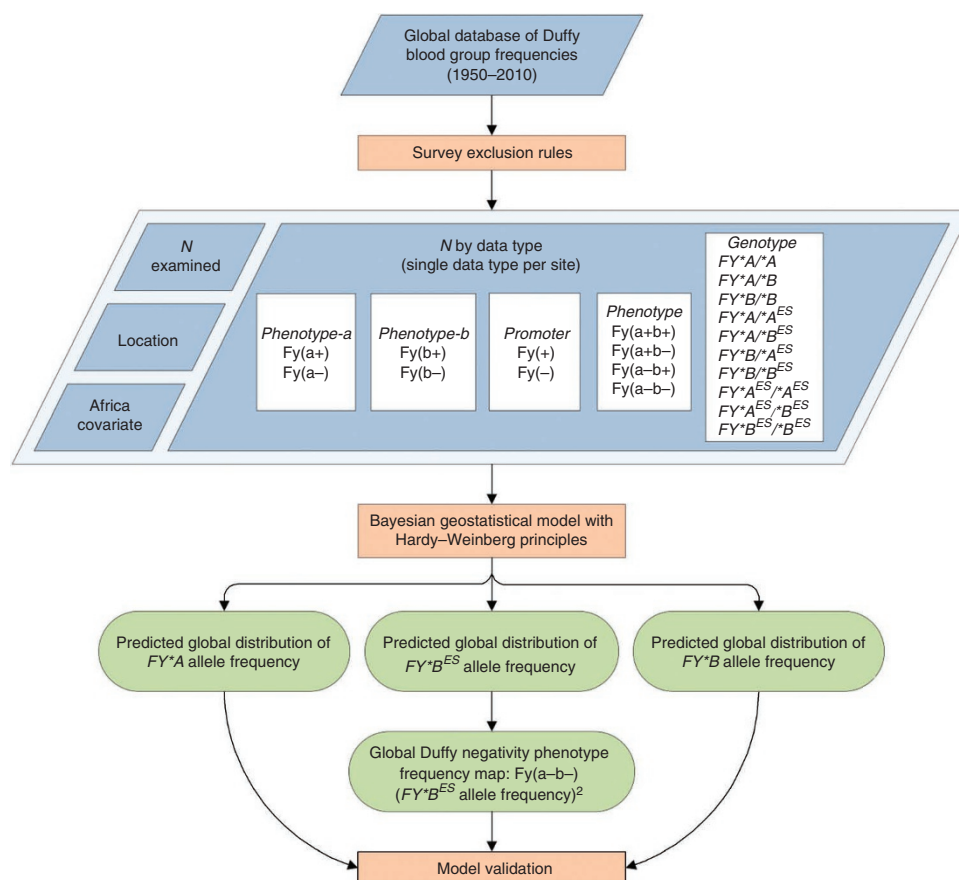 Global database of Duffy
blood group frequencies
(1950–2010)
Survey exclusion rules
N
examined
Location
Africa
covariate
N by data type
(single data type per site)
Phenotype-a
Fy(a+)
Fy(a–)
Phenotype-b
Fy(b+)
Fy(b–)
Promoter
Fy(+)
Fy(–)
Phenotype
Fy(a+b+)
Fy(a+b–)
Fy(a–b+)
Fy(a–b–)
Genotype
FY*A/*A
FY*A/*B
FY*B/*B
FY*A/*A^ES
FY*A/*B^ES
FY*B/*A^ES
FY*B/*B^ES
FY*A^ES/*A^ES
FY*A^ES/*B^ES
FY*B^ES/*B^ES
Bayesian geostatistical model with
Hardy–Weinberg principles
Predicted global distribution of
FY*A allele frequency
Predicted global distribution of
FY*B^ES allele frequency
Predicted global distribution of
FY*B allele frequency
Global Duffy negativity phenotype
frequency map: Fy(a–b–)
(FY*B^ES allele frequency)²
Model validation